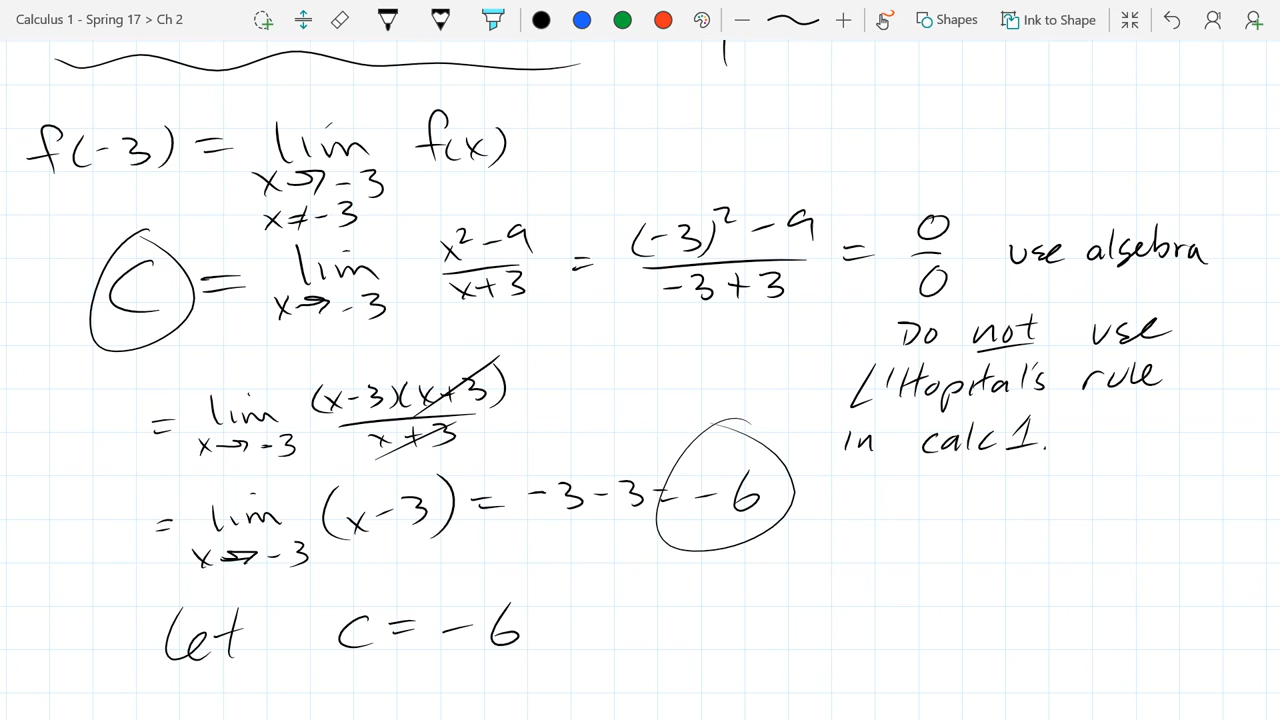 Calculus 1 - Spring 17 > Ch 2
Shapes
Ink to Shape
f(-3) = lim f(x)
x→-3
x≠-3
C = lim x²-9 / x+3 = (-3)²-9 / -3+3 = 0/0 use algebra
x→-3
Do not use
L'Hopital's rule
in calc 1.
= lim (x-3)(x+3) / x+3
x→-3
= lim (x-3) = -3-3 = -6
x→-3
Let c = -6